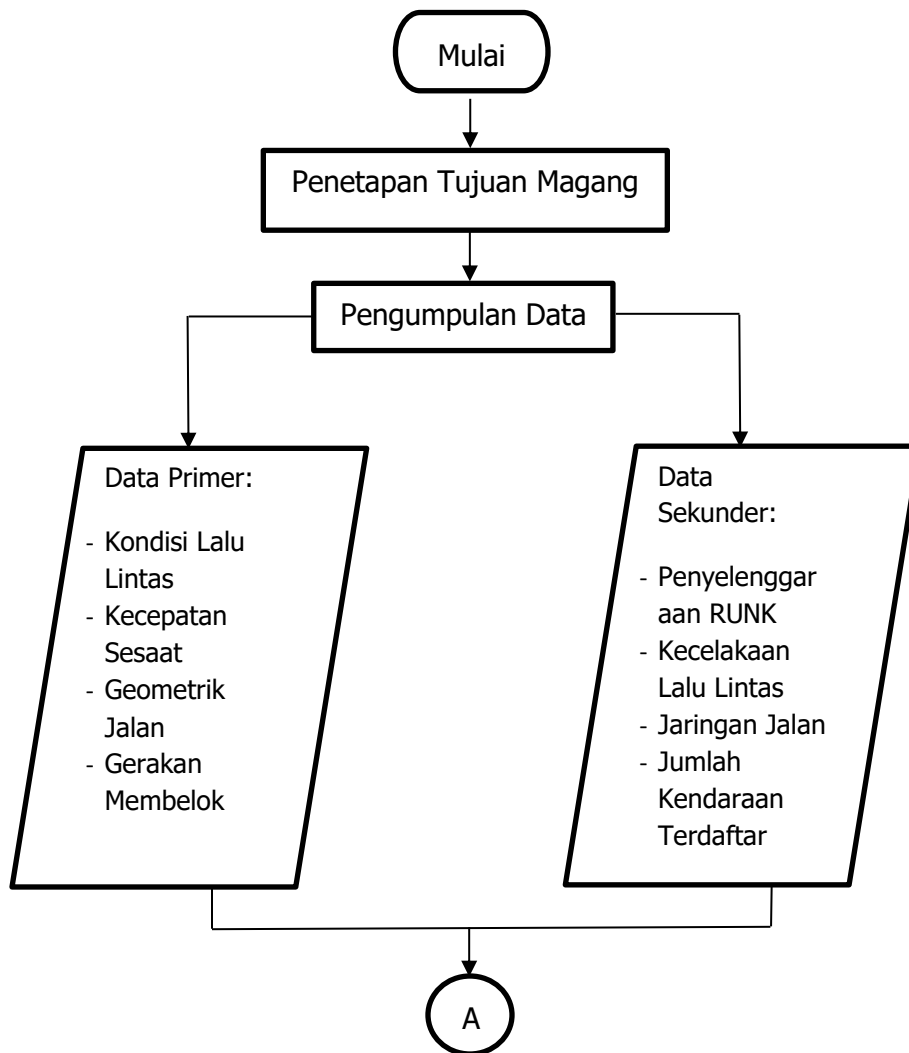 Mulai
Penetapan Tujuan Magang
Pengumpulan Data
Data Primer:
- Kondisi Lalu
Lintas
- Kecepatan
Sesaat
- Geometrik
Jalan
- Gerakan
Membelok
Data
Sekunder:
- Penyelenggar
aan RUNK
- Kecelakaan
Lalu Lintas
- Jaringan Jalan
- Jumlah
Kendaraan
Terdaftar
A